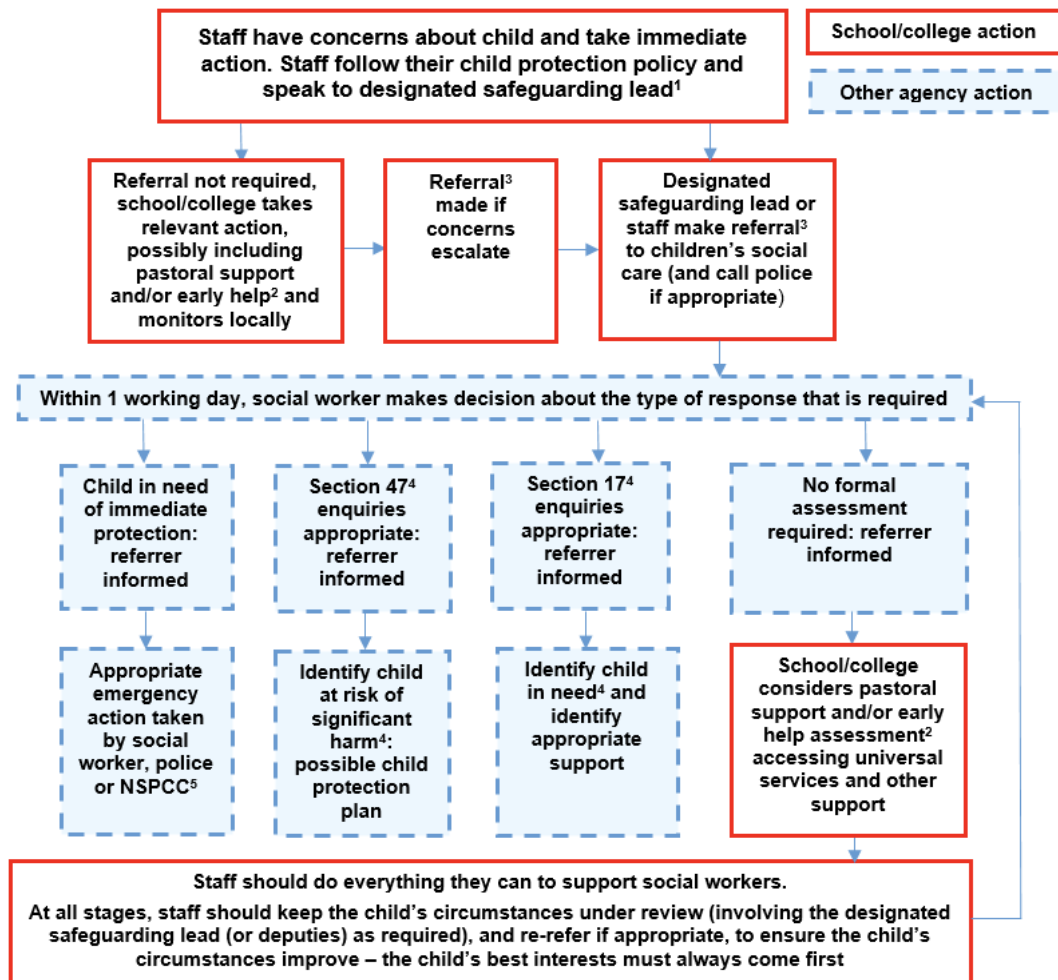 Staff have concerns about child and take immediate
action. Staff follow their child protection policy and
speak to designated safeguarding lead¹
School/college action
Other agency action
Referral not required,
school/college takes
relevant action,
possibly including
pastoral support
and/or early help² and
monitors locally
Referral³
made if
concerns
escalate
Designated
safeguarding lead or
staff make referral³
to children’s social
care (and call police
if appropriate)
Within 1 working day, social worker makes decision about the type of response that is required
Child in need
of immediate
protection:
referrer
informed
Section 47⁴
enquiries
appropriate:
referrer
informed
Section 17⁴
enquiries
appropriate:
referrer
informed
No formal
assessment
required: referrer
informed
Appropriate
emergency
action taken
by social
worker, police
or NSPCC⁵
Identify child
at risk of
significant
harm⁴:
possible child
protection
plan
Identify child
in need⁴ and
identify
appropriate
support
School/college
considers pastoral
support and/or early
help assessment²
accessing universal
services and other
support
Staff should do everything they can to support social workers.
At all stages, staff should keep the child’s circumstances under review (involving the designated
safeguarding lead (or deputies) as required), and re-refer if appropriate, to ensure the child’s
circumstances improve – the child’s best interests must always come first